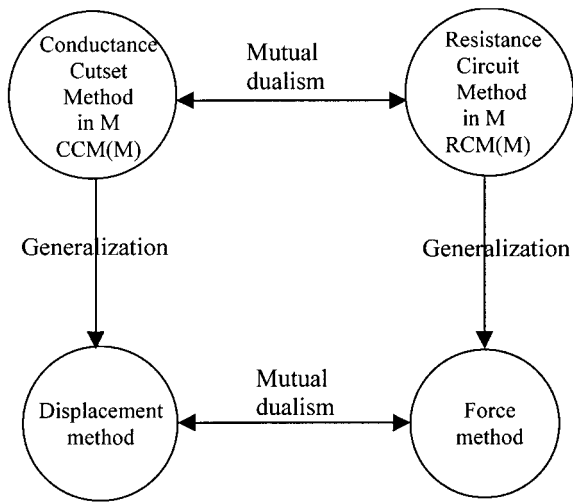 Conductance
Cutset
Method
in M
CCM(M)
Mutual
dualism
Resistance
Circuit
Method
in M
RCM(M)
Generalization
Generalization
Displacement
method
Mutual
dualism
Force
method